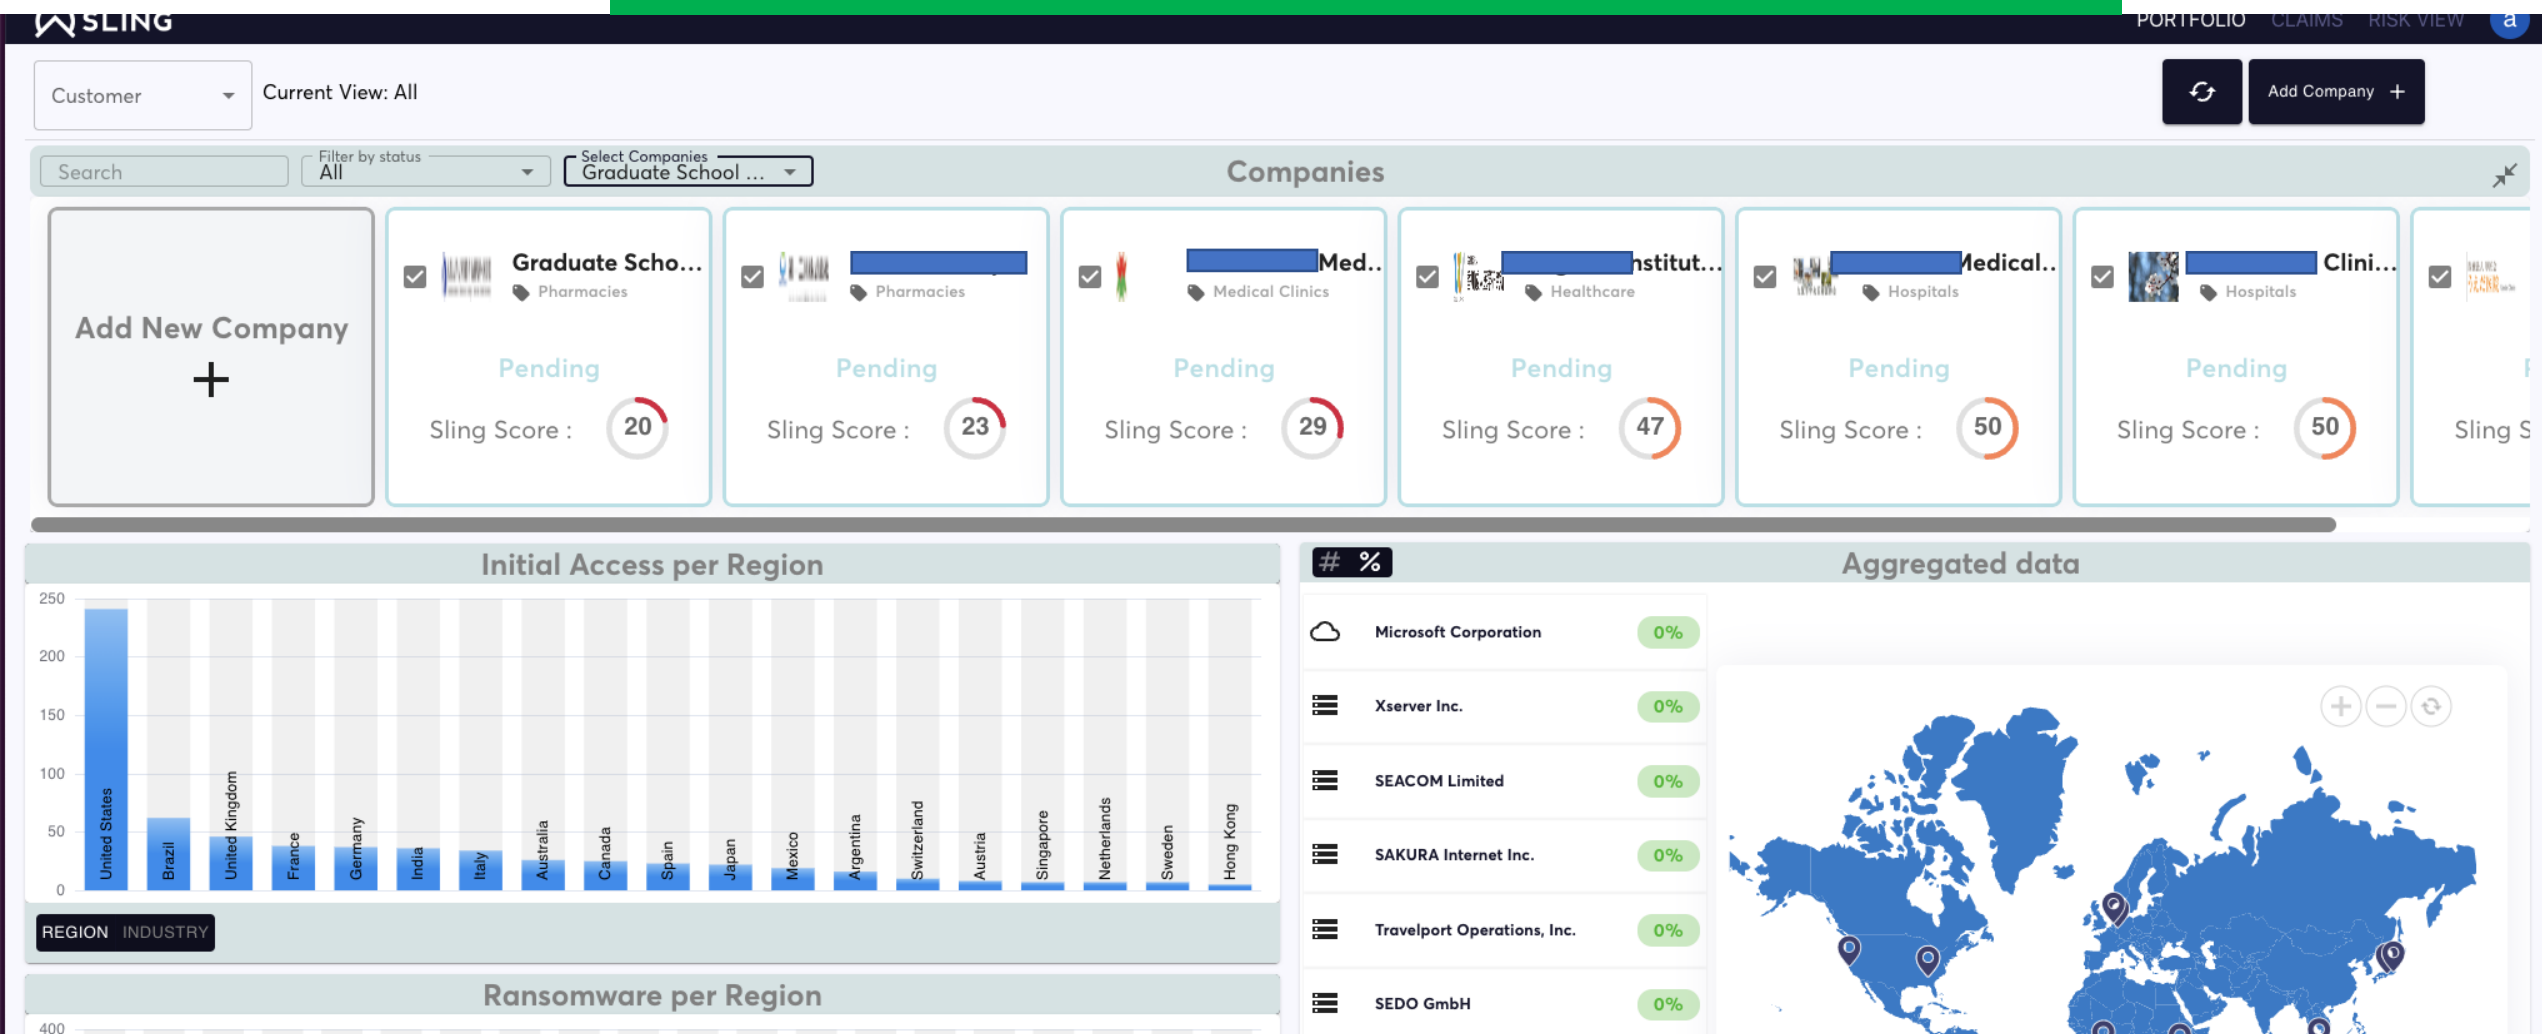 SLING
PORTFOLIO CLAIMS RISK VIEW a
Customer
Current View: All
Add Company +
Search
Filter by status
All
Select Companies
Graduate School ...
Companies
Add New Company
+
Graduate Scho...
Pharmacies
Pending
Sling Score : 20
Pharmacies
Pending
Sling Score : 23
Med..
Medical Clinics
Pending
Sling Score : 29
nstitut...
Healthcare
Pending
Sling Score : 47
Medical..
Hospitals
Pending
Sling Score : 50
Clini...
Hospitals
Pending
Sling Score : 50
Sling S
Initial Access per Region
250
200
150
100
50
0
United States
Brazil
United Kingdom
France
Germany
India
Italy
Australia
Canada
Spain
Japan
Mexico
Argentina
Switzerland
Austria
Singapore
Netherlands
Sweden
Hong Kong
REGION INDUSTRY
Ransomware per Region
400
# %
Aggregated data
Microsoft Corporation 0%
Xserver Inc. 0%
SEACOM Limited 0%
SAKURA Internet Inc. 0%
Travelport Operations, Inc. 0%
SEDO GmbH 0%